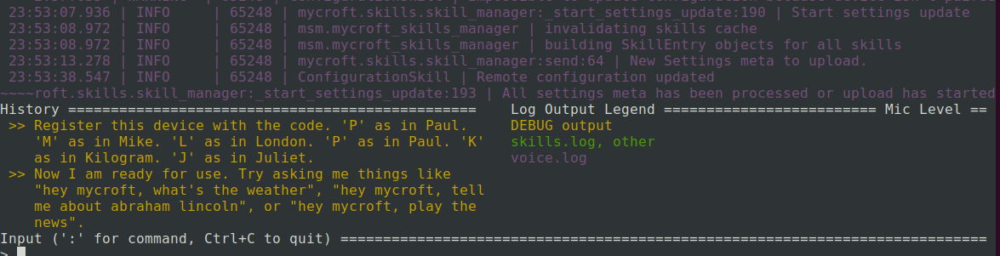 23:53:07.936 | INFO     | 65248 | mycroft.skills.skill_manager:_start_settings_update:190 | Start settings update
23:53:08.972 | INFO     | 65248 | msm.mycroft_skills_manager | invalidating skills cache
23:53:08.972 | INFO     | 65248 | msm.mycroft_skills_manager | building SkillEntry objects for all skills
23:53:13.278 | INFO     | 65248 | mycroft.skills.skill_manager:send:64 | New Settings meta to upload.
23:53:38.547 | INFO     | 65248 | ConfigurationSkill | Remote configuration updated
~~~~roft.skills.skill_manager:_start_settings_update:193 | All settings meta has been processed or upload has started
History ================================================    Log Output Legend ========================= Mic Level ==
>> Register this device with the code. 'P' as in Paul.     DEBUG output
'M' as in Mike. 'L' as in London. 'P' as in Paul. 'K'   skills.log, other
as in Kilogram. 'J' as in Juliet.                       voice.log
>> Now I am ready for use. Try asking me things like
"hey mycroft, what's the weather", "hey mycroft, tell
me about abraham lincoln", or "hey mycroft, play the
news".
Input (':' for command, Ctrl+C to quit) ============================================================================
>